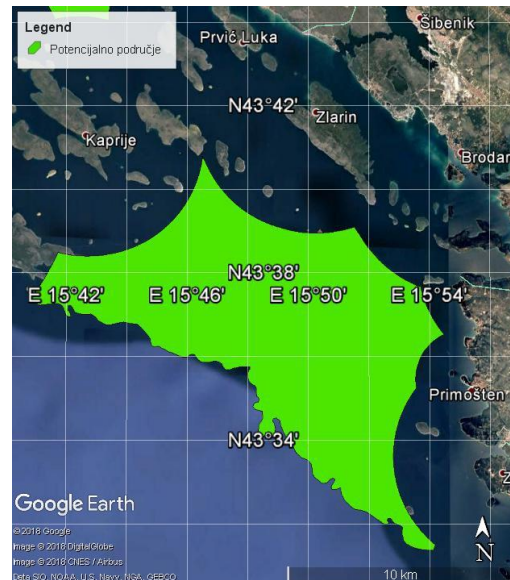 Legend
Potencijalno područje
Šibenik
Prvić Luka
N43°42'
Zlarin
Kaprije
Brodar
N43°38'
E 15°42'
E 15°46'
E 15°50'
E 15°54'
Primošten
N43°34'
Google Earth
©2018 Google
Image © 2018 DigitalGlobe
Image © 2018 CNES / Airbus
Data SIO, NOAA, U.S. Navy, NGA, GEBCO
10 km
N